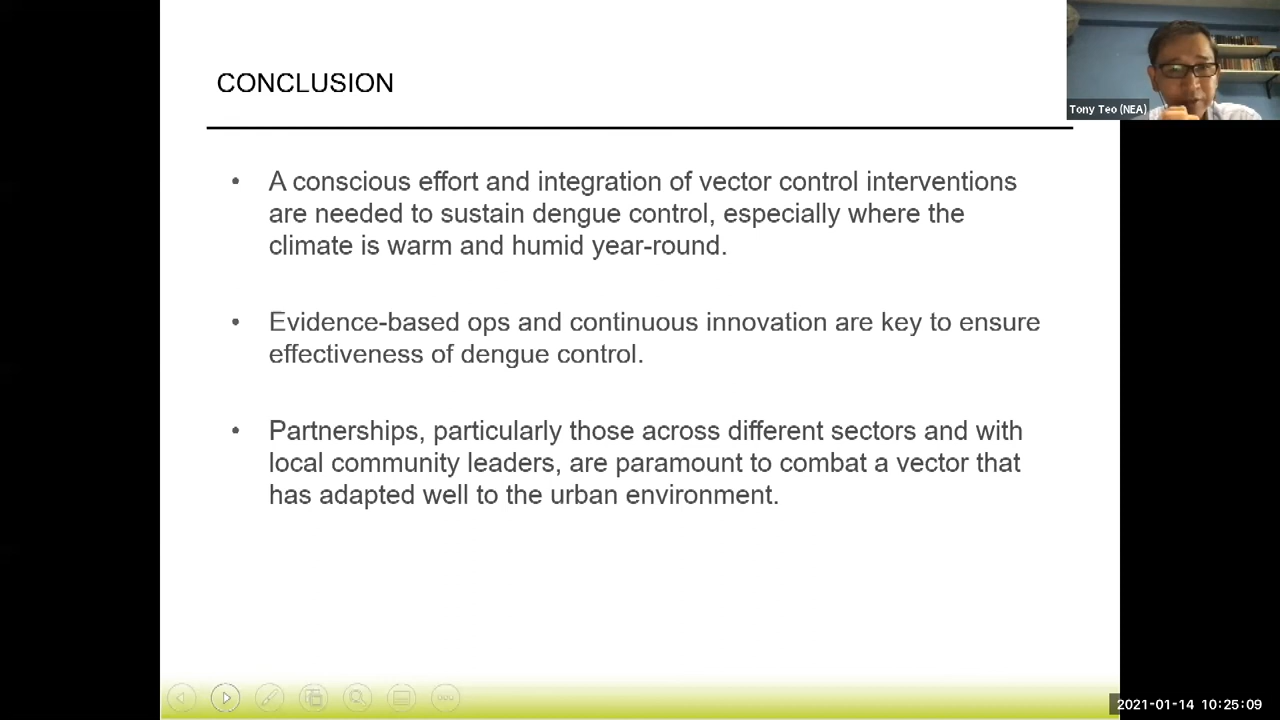 CONCLUSION
Tony Teo (NEA)
• A conscious effort and integration of vector control interventions
are needed to sustain dengue control, especially where the
climate is warm and humid year-round.
• Evidence-based ops and continuous innovation are key to ensure
effectiveness of dengue control.
• Partnerships, particularly those across different sectors and with
local community leaders, are paramount to combat a vector that
has adapted well to the urban environment.
2021-01-14 10:25:09